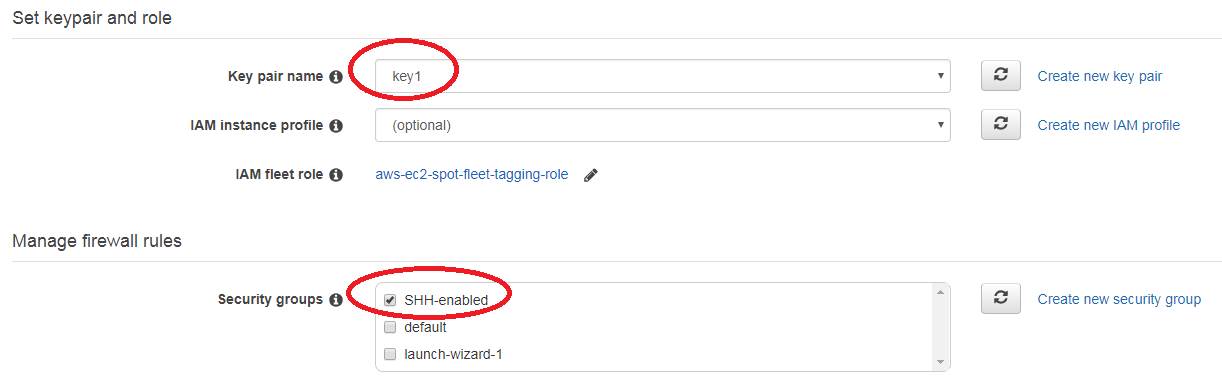 Set keypair and role
Key pair name key1 Create new key pair
IAM instance profile (optional) Create new IAM profile
IAM fleet role aws-ec2-spot-fleet-tagging-role
Manage firewall rules
Security groups SHH-enabled Create new security group
default
launch-wizard-1